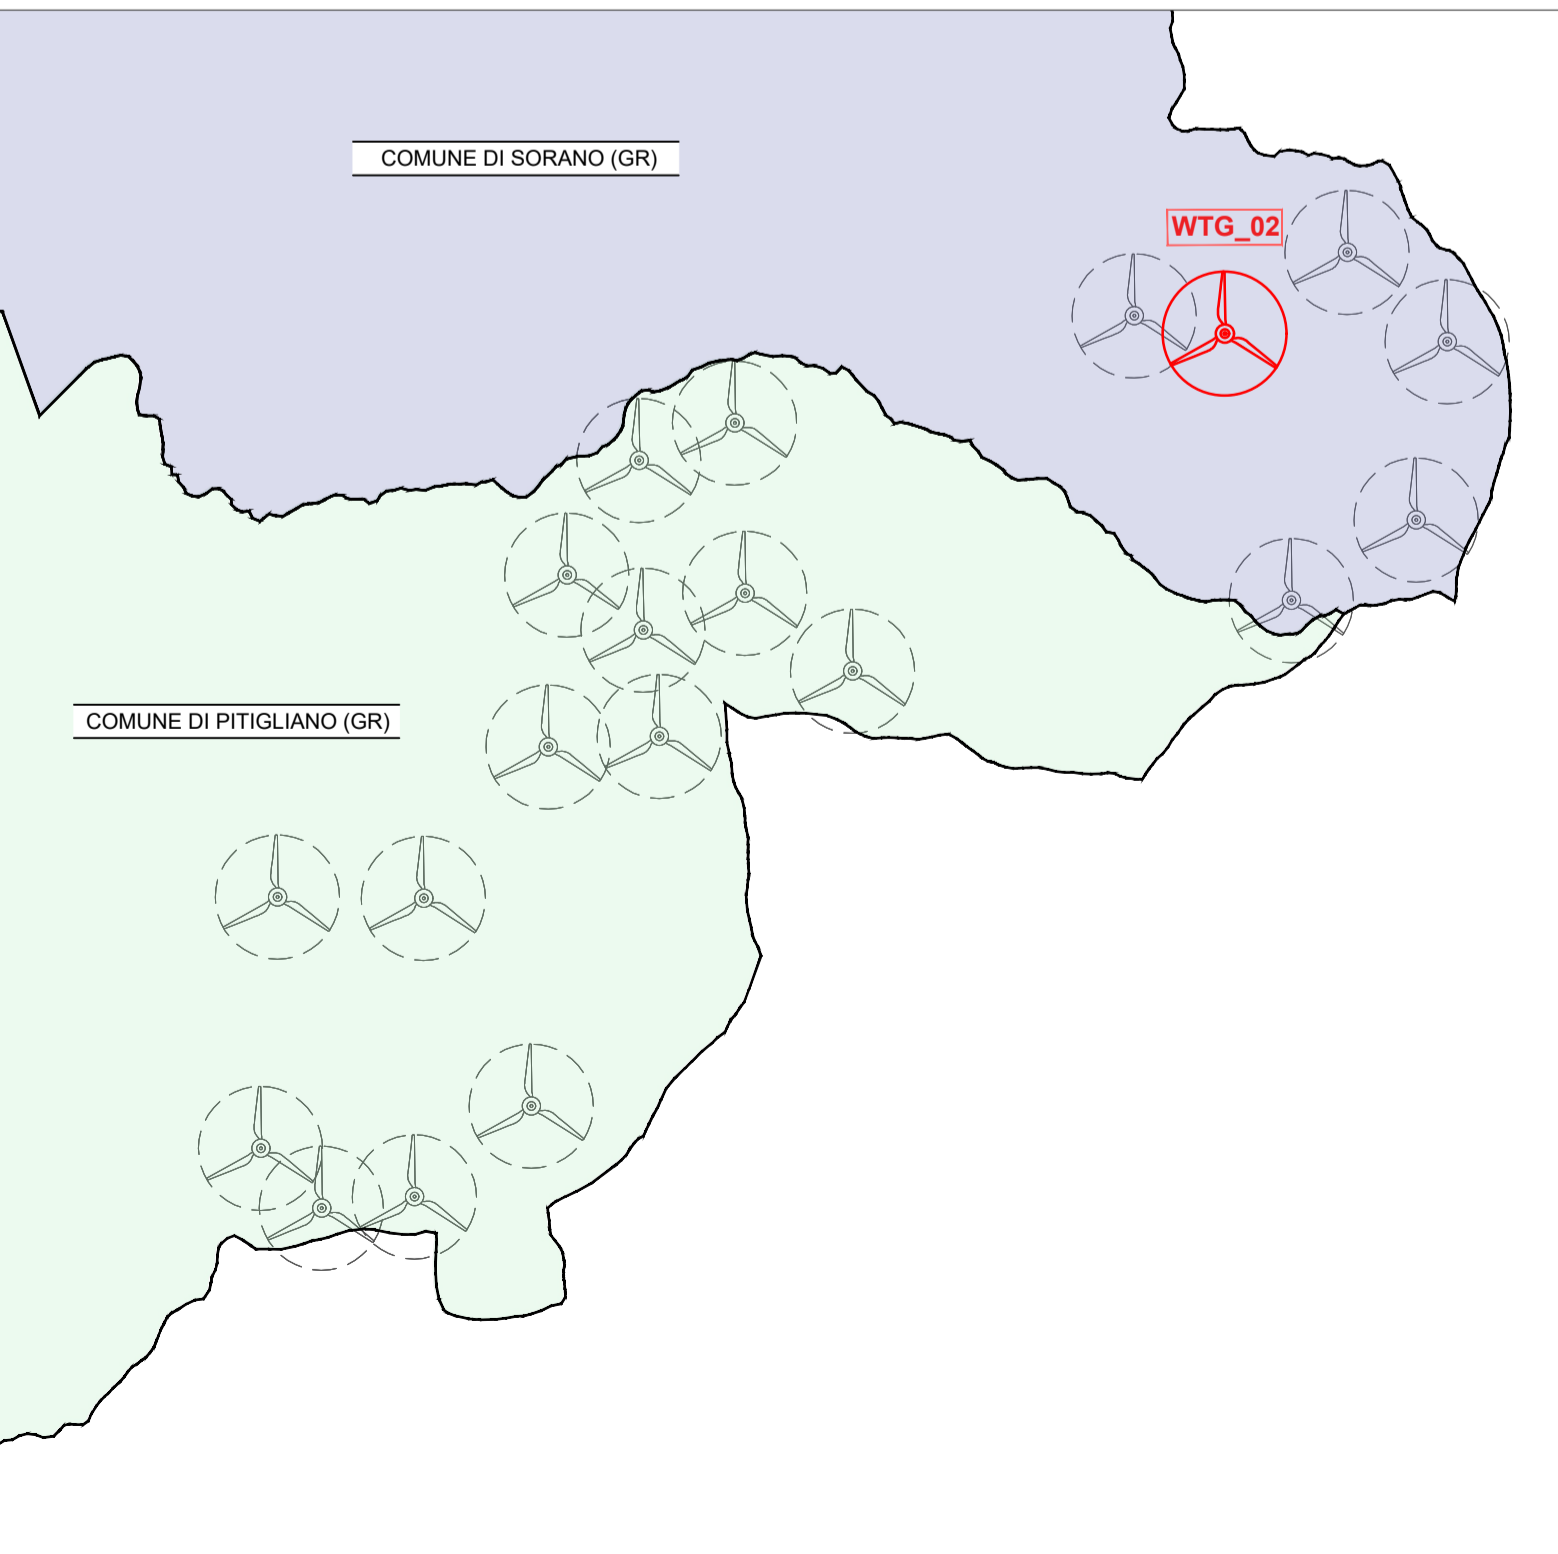 COMUNE DI SORANO (GR)
WTG_02
COMUNE DI PITIGLIANO (GR)